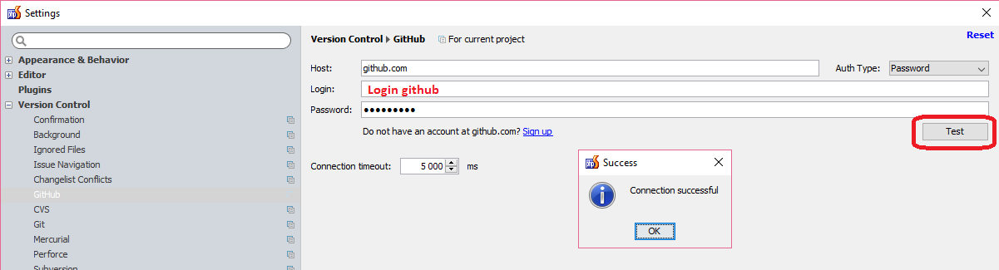 Settings
Version Control ▸ GitHub For current project Reset
Appearance & Behavior
Editor
Plugins
Version Control
Confirmation
Background
Ignored Files
Issue Navigation
Changelist Conflicts
GitHub
CVS
Git
Mercurial
Perforce
Subversion
Host: github.com Auth Type: Password
Login: Login github
Password: •••••••••
Do not have an account at github.com? Sign up
Test
Connection timeout: 5 000 ms
Success
Connection successful
OK